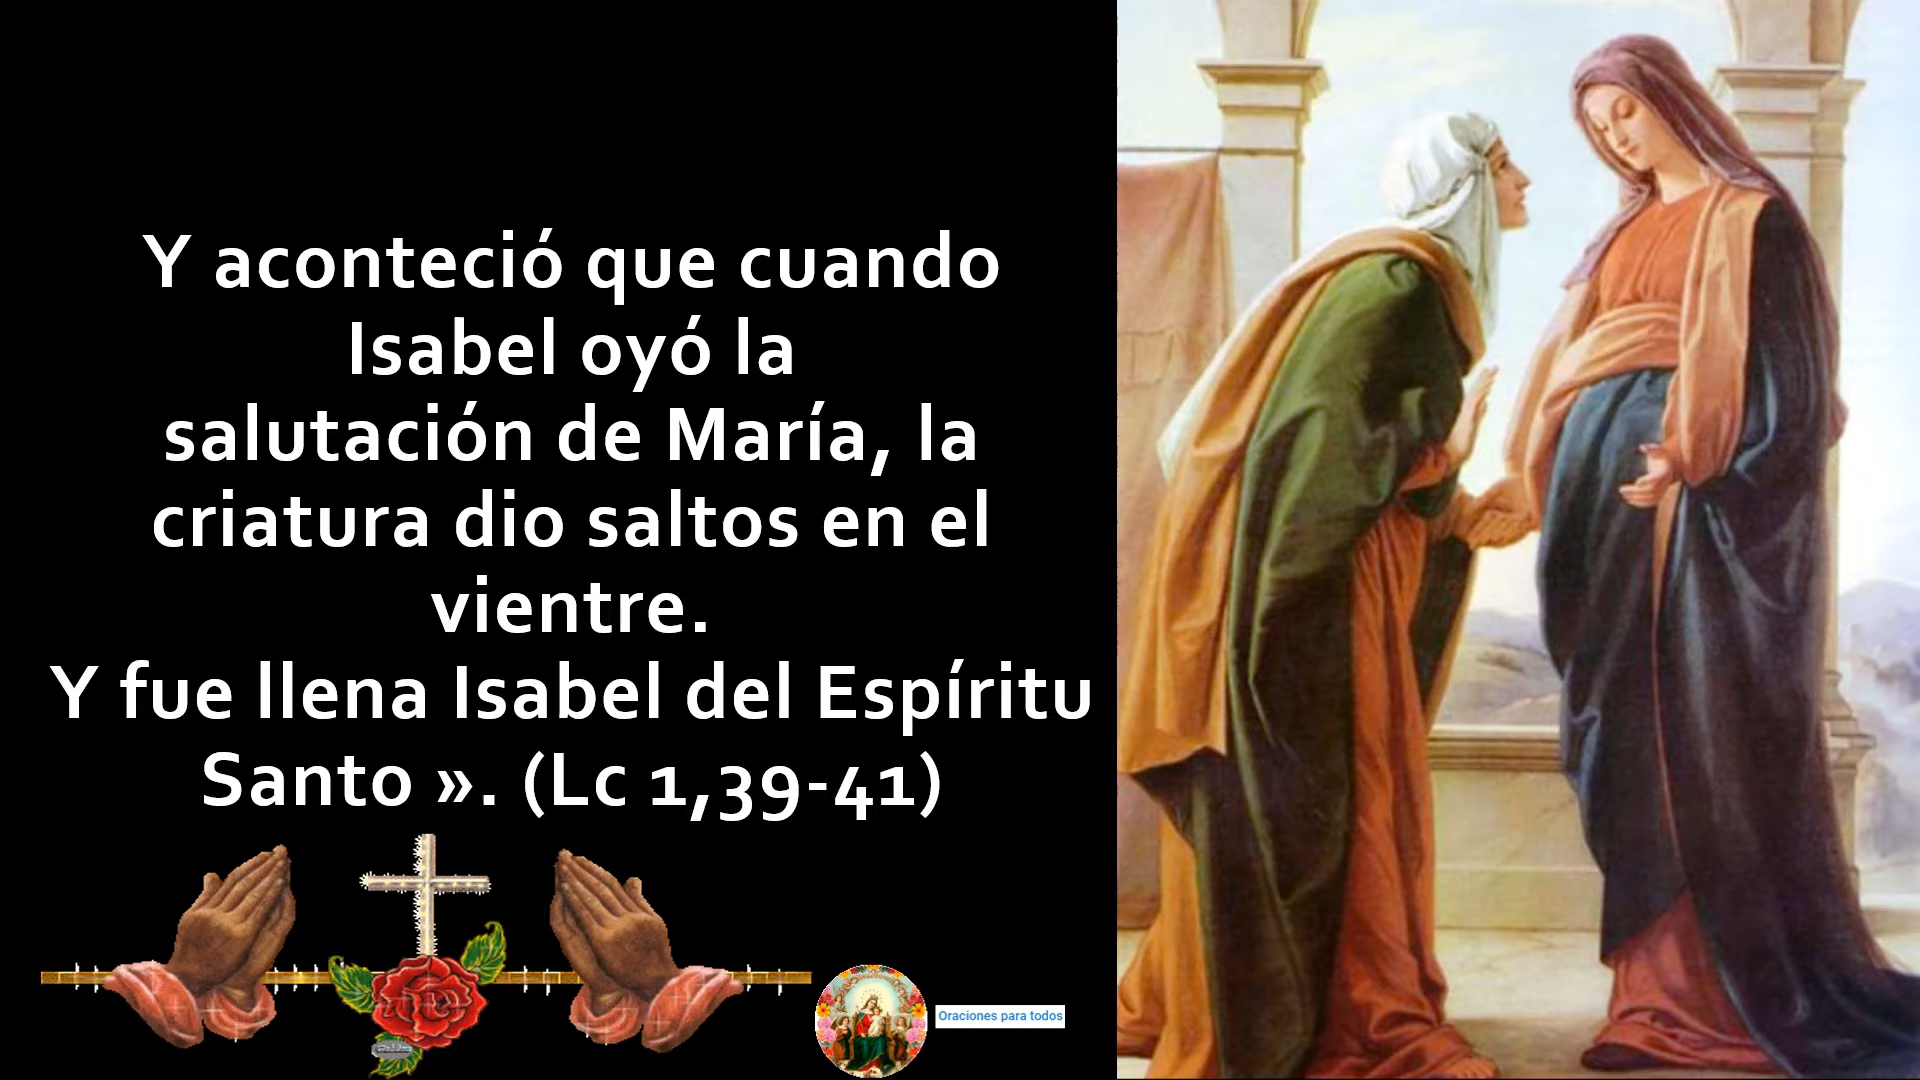 Y aconteció que cuando
Isabel oyó la
salutación de María, la
criatura dio saltos en el
vientre.
Y fue llena Isabel del Espíritu
Santo ». (Lc 1,39-41)
Oraciones para todos